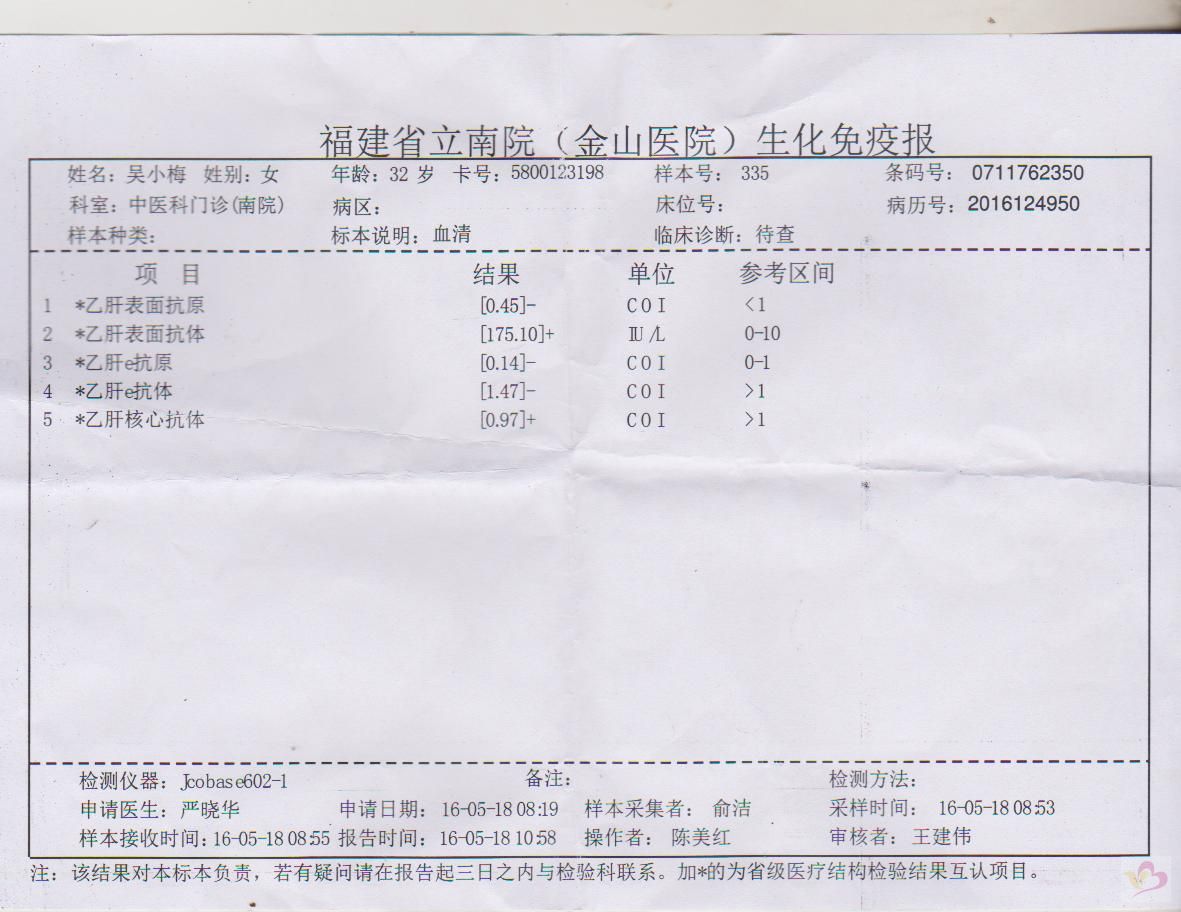 福建省立南院（金山医院）生化免疫报
姓名：吴小梅 姓别：女 年龄：32 岁 卡号：5800123198 样本号： 335 条码号： 0711762350
科室：中医科门诊(南院) 病区： 床位号： 病历号： 2016124950
样本种类： 标本说明：血清 临床诊断：待查
项 目 结果 单位 参考区间
1 *乙肝表面抗原 [0.45]- COI <1
2 *乙肝表面抗体 [175.10]+ IU/L 0-10
3 *乙肝e抗原 [0.14]- COI 0-1
4 *乙肝e抗体 [1.47]- COI >1
5 *乙肝核心抗体 [0.97]+ COI >1
检测仪器：Jcobase602-1 备注： 检测方法：
申请医生：严晓华 申请日期： 16-05-18 08:19 样本采集者： 俞洁 采样时间： 16-05-18 08:53
样本接收时间：16-05-18 08:55 报告时间： 16-05-18 10:58 操作者： 陈美红 审核者：王建伟
注：该结果对本标本负责，若有疑问请在报告起三日之内与检验科联系。加*的为省级医疗结构检验结果互认项目。